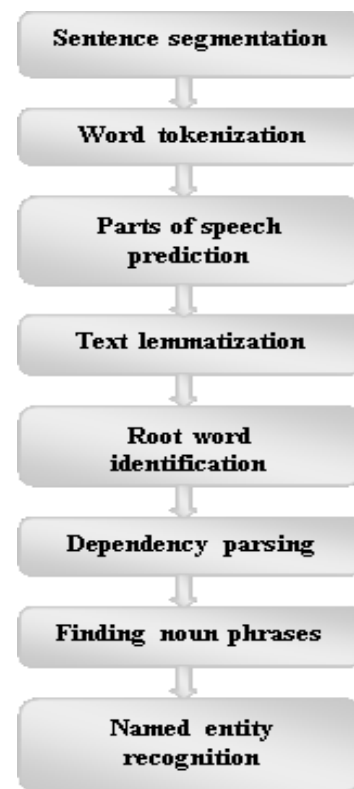 Sentence segmentation
Word tokenization
Parts of speech
prediction
Text lemmatization
Root word
identification
Dependency parsing
Finding noun phrases
Named entity
recognition